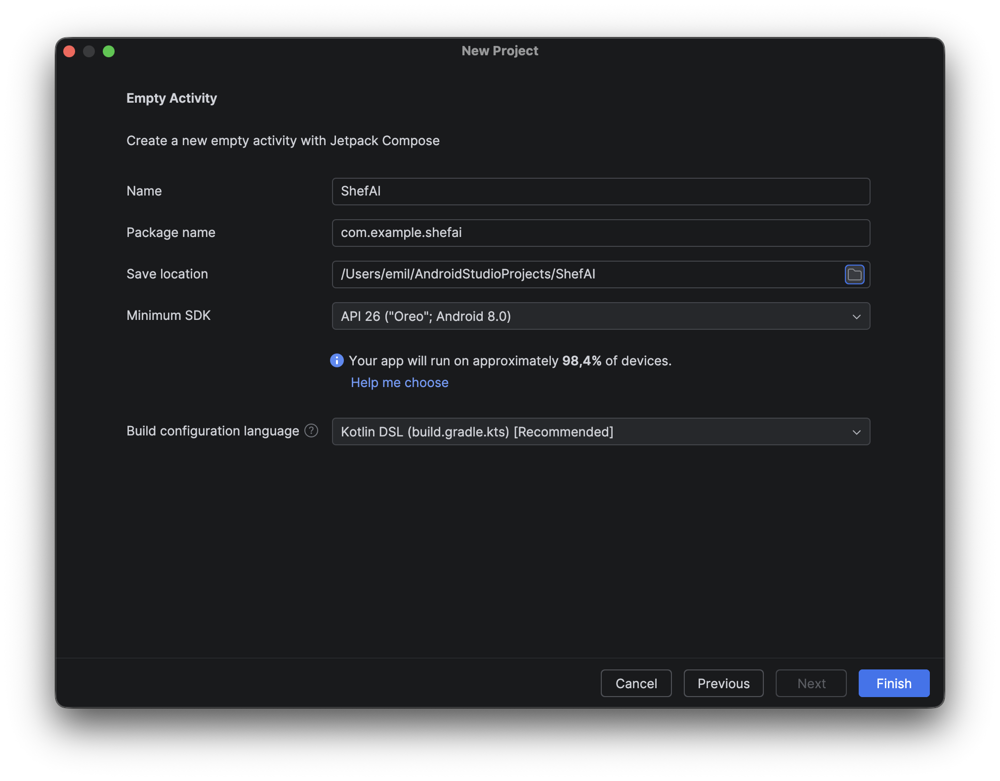 New Project
Empty Activity
Create a new empty activity with Jetpack Compose
Name
ShefAI
Package name
com.example.shefai
Save location
/Users/emil/AndroidStudioProjects/ShefAI
Minimum SDK
API 26 ("Oreo"; Android 8.0)
Your app will run on approximately 98,4% of devices.
Help me choose
Build configuration language ?
Kotlin DSL (build.gradle.kts) [Recommended]
Cancel
Previous
Next
Finish